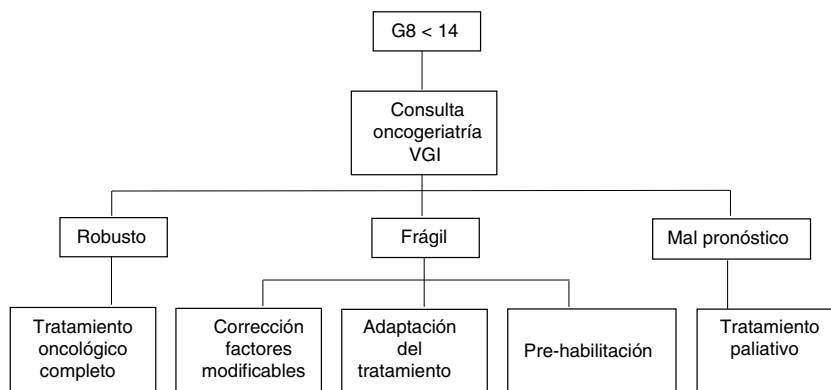 G8 < 14
Consulta
oncogeriatría
VGI
Robusto
Frágil
Mal pronóstico
Tratamiento
oncológico
completo
Corrección
factores
modificables
Adaptación
del
tratamiento
Pre-habilitación
Tratamiento
paliativo